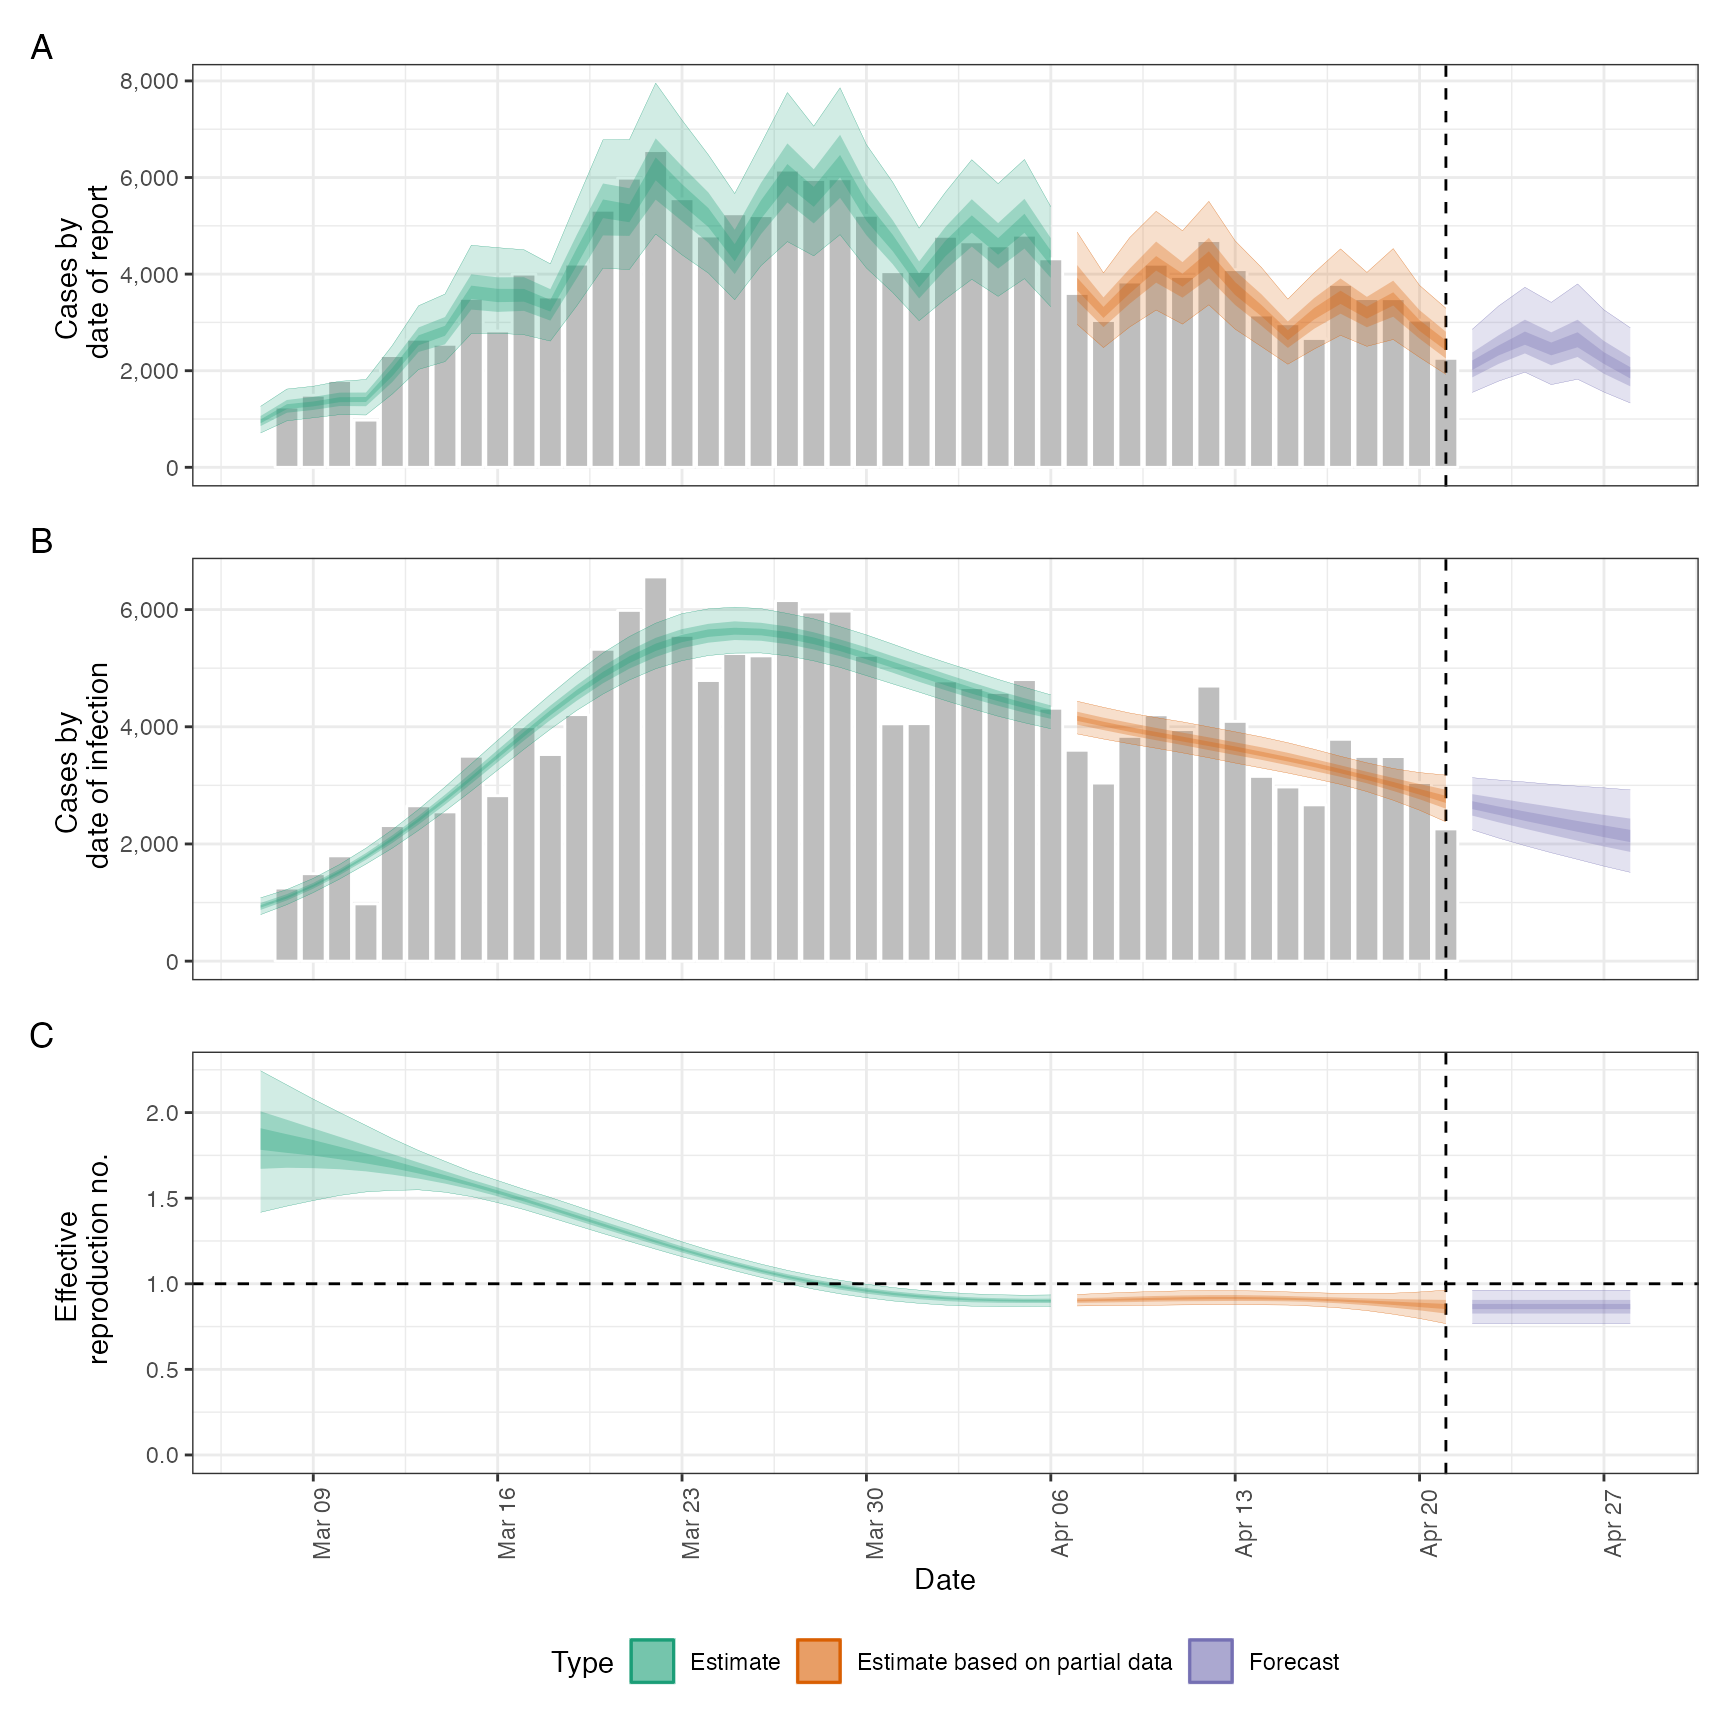 A
8,000
6,000
4,000
2,000
0
Cases by
date of report
B
6,000
4,000
2,000
0
Cases by
date of infection
C
2.0
1.5
1.0
0.5
0.0
Effective
reproduction no.
Mar 09
Mar 16
Mar 23
Mar 30
Apr 06
Apr 13
Apr 20
Apr 27
Date
Type
Estimate
Estimate based on partial data
Forecast